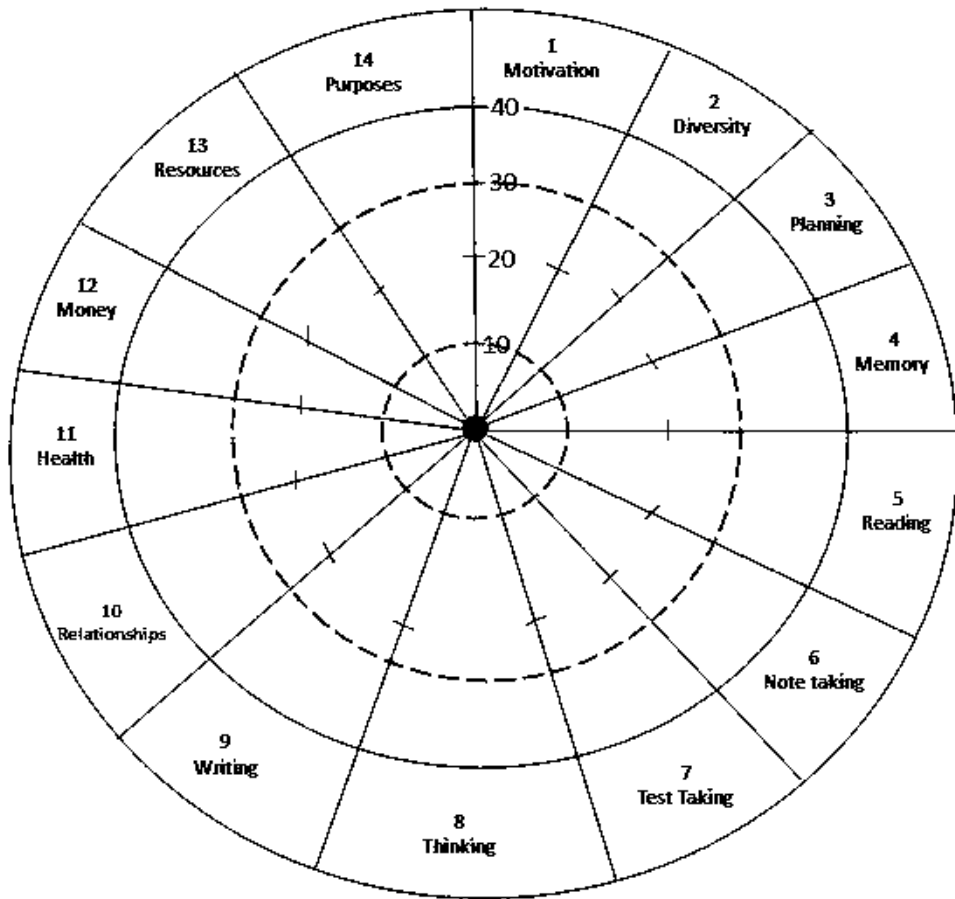 1
Motivation
2
Diversity
3
Planning
4
Memory
5
Reading
6
Note taking
7
Test Taking
8
Thinking
9
Writing
10
Relationships
11
Health
12
Money
13
Resources
14
Purposes
40
30
20
10